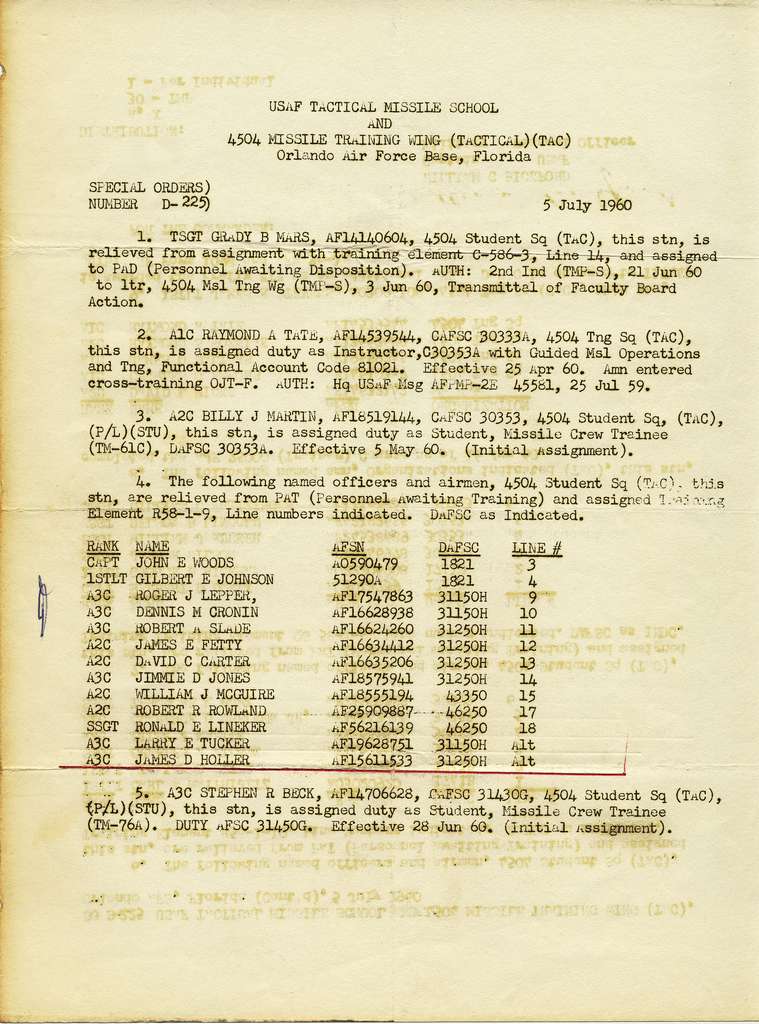 USAF TACTICAL MISSILE SCHOOL
AND
4504 MISSILE TRAINING WING (TACTICAL)(TAC)
Orlando Air Force Base, Florida
SPECIAL ORDERS)
NUMBER D-225)
5 July 1960
1. TSGT GRADY B MARS, AF14140604, 4504 Student Sq (TAC), this stn, is
relieved from assignment with training element C-586-3, Line 14, and assigned
to PAD (Personnel Awaiting Disposition). AUTH: 2nd Ind (TMP-S), 21 Jun 60
to ltr, 4504 Msl Tng Wg (TMP-S), 3 Jun 60, Transmittal of Faculty Board
Action.
2. A1C RAYMOND A TATE, AF14539544, CAFSC 30333A, 4504 Tng Sq (TAC),
this stn, is assigned duty as Instructor,C30353A with Guided Msl Operations
and Tng, Functional Account Code 81021. Effective 25 Apr 60. Amn entered
cross-training OJT-F. AUTH: Hq USAF Msg AFPMP-2E 45581, 25 Jul 59.
3. A2C BILLY J MARTIN, AF18519144, CAFSC 30353, 4504 Student Sq, (TAC),
(P/L)(STU), this stn, is assigned duty as Student, Missile Crew Trainee
(TM-61C), DAFSC 30353A. Effective 5 May 60. (Initial Assignment).
4. The following named officers and airmen, 4504 Student Sq (TAC), this
stn, are relieved from PAT (Personnel Awaiting Training) and assigned Training
Element R58-1-9, Line numbers indicated. DAFSC as Indicated.
RANK NAME AFSN DAFSC LINE #
CAPT JOHN E WOODS AO590479 1821 3
1STLT GILBERT E JOHNSON 51290A 1821 4
A3C ROGER J LEPPER, AF17547863 31150H 9
A3C DENNIS M CRONIN AF16628938 31150H 10
A3C ROBERT A SLADE AF16624260 31250H 11
A2C JAMES E FETTY AF16634412 31250H 12
A2C DAVID C CARTER AF16635206 31250H 13
A3C JIMMIE D JONES AF18575941 31250H 14
A2C WILLIAM J MCGUIRE AF18555194 43350 15
A2C ROBERT R ROWLAND AF25909887 46250 17
SSGT RONALD E LINEKER AF56216139 46250 18
A3C LARRY E TUCKER AF19628751 31150H Alt
A3C JAMES D HOLLER AF15611533 31250H Alt
5. A3C STEPHEN R BECK, AF14706628, CAFSC 31430G, 4504 Student Sq (TAC),
(P/L)(STU), this stn, is assigned duty as Student, Missile Crew Trainee
(TM-76A). DUTY AFSC 31450G. Effective 28 Jun 60. (Initial Assignment).